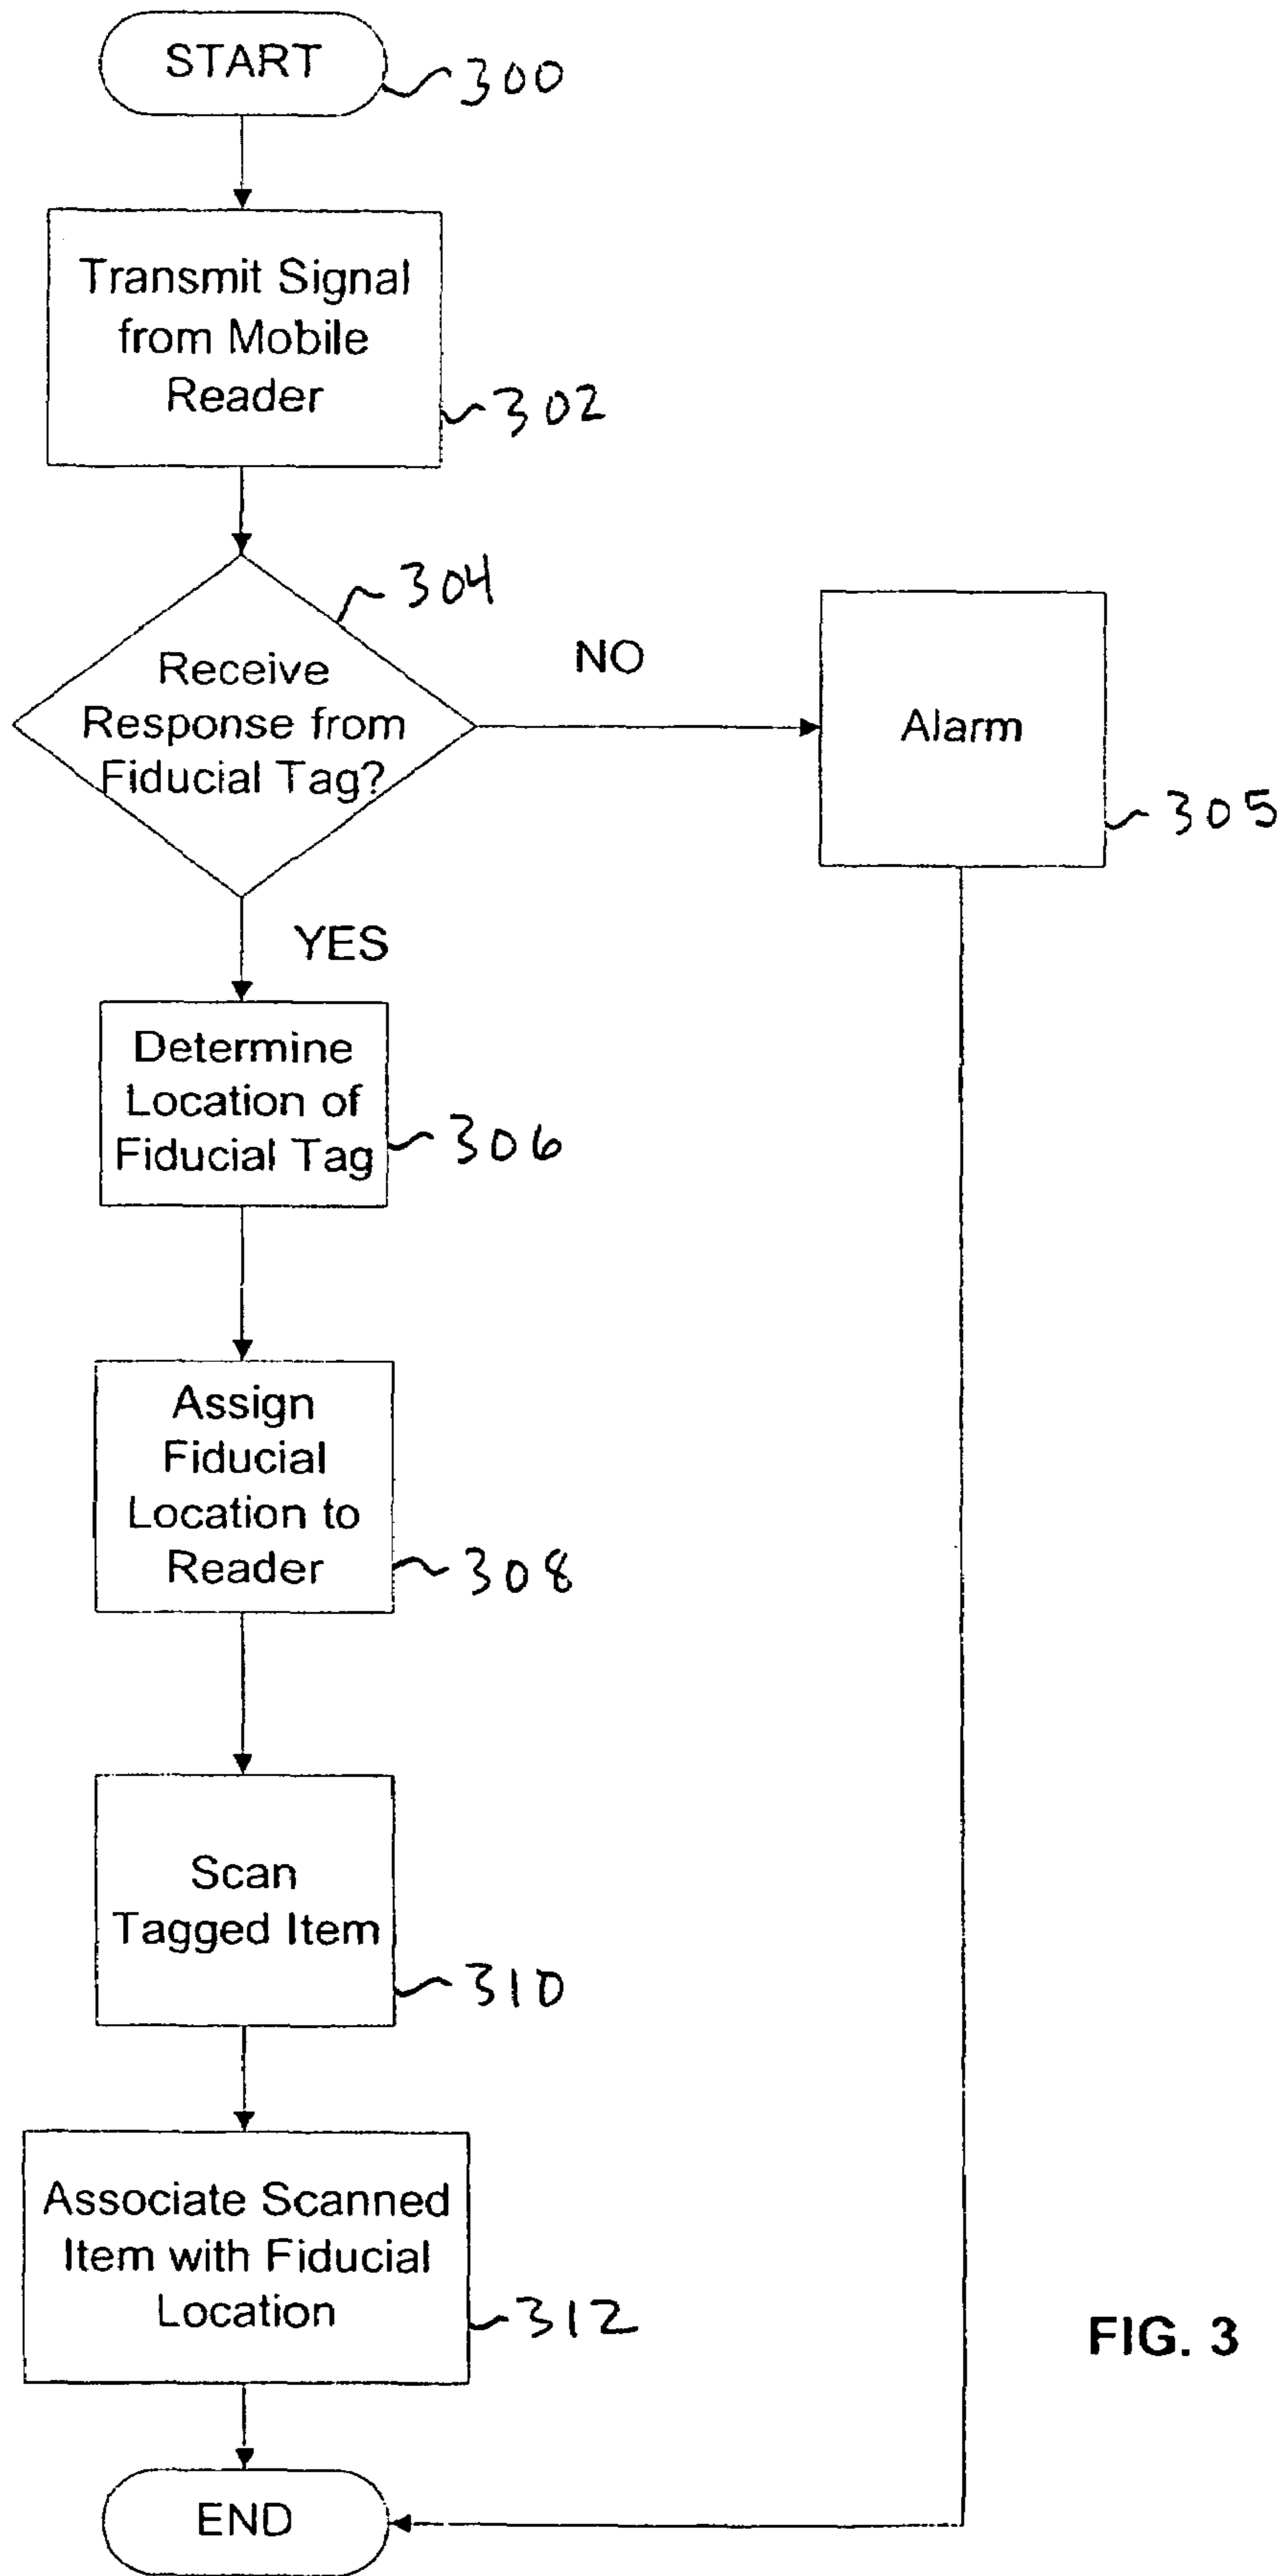 START
300
Transmit Signal
from Mobile
Reader
302
304
Receive
Response from
Fiducial Tag?
NO
Alarm
305
YES
Determine
Location of
Fiducial Tag
306
Assign
Fiducial
Location to
Reader
308
Scan
Tagged Item
310
Associate Scanned
Item with Fiducial
Location
312
FIG. 3
END